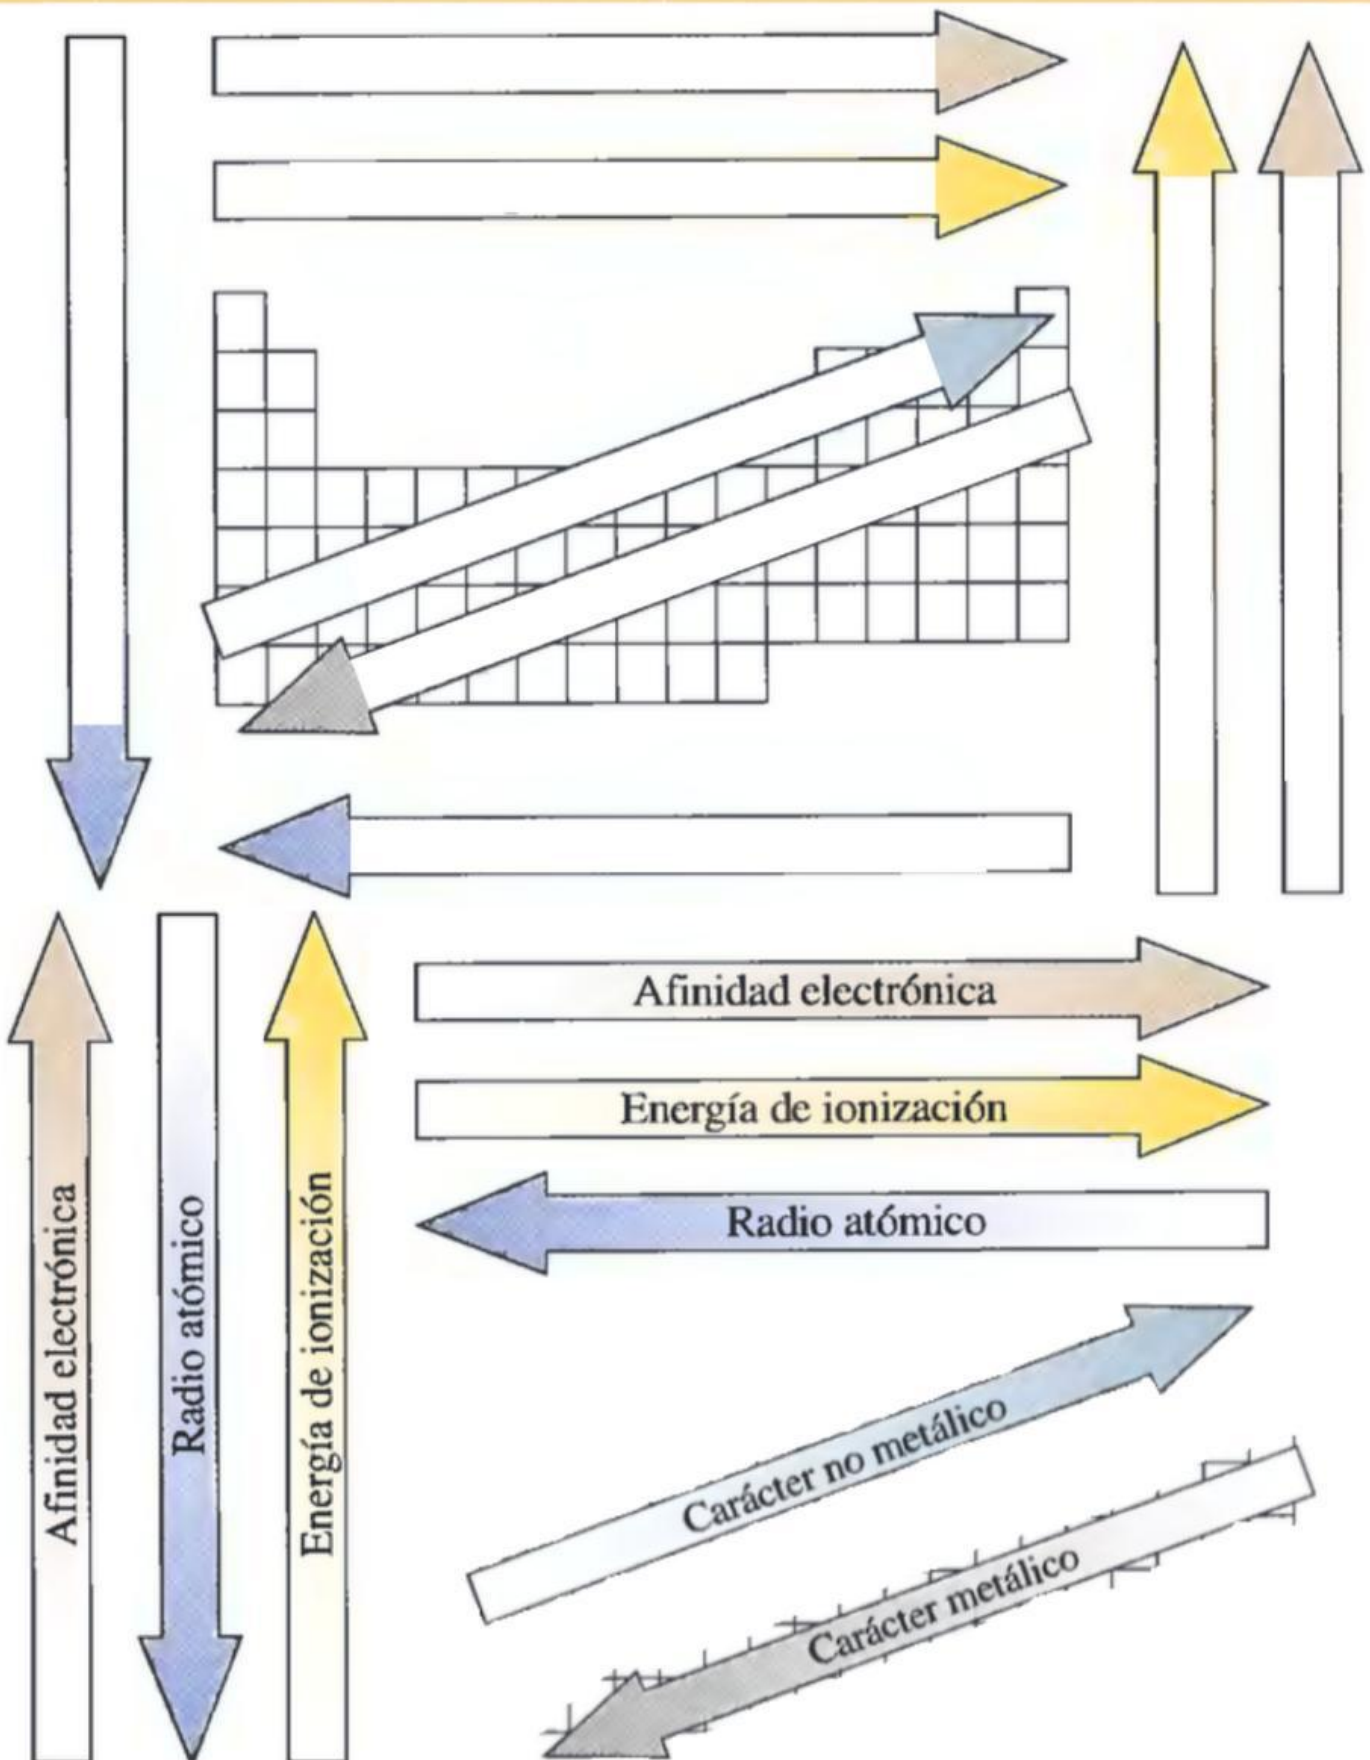 Afinidad electrónica
Energía de ionización
Radio atómico
Afinidad electrónica
Radio atómico
Energía de ionización
Carácter no metálico
Carácter metálico